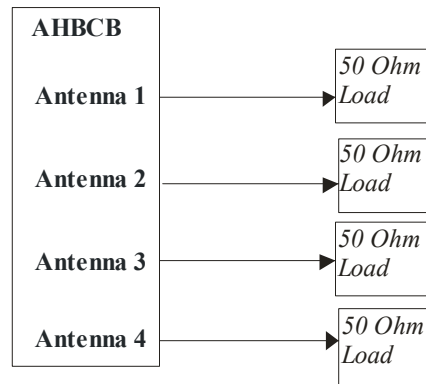 AHBCB
Antenna 1
50 Ohm
Load
Antenna 2
50 Ohm
Load
Antenna 3
50 Ohm
Load
Antenna 4
50 Ohm
Load